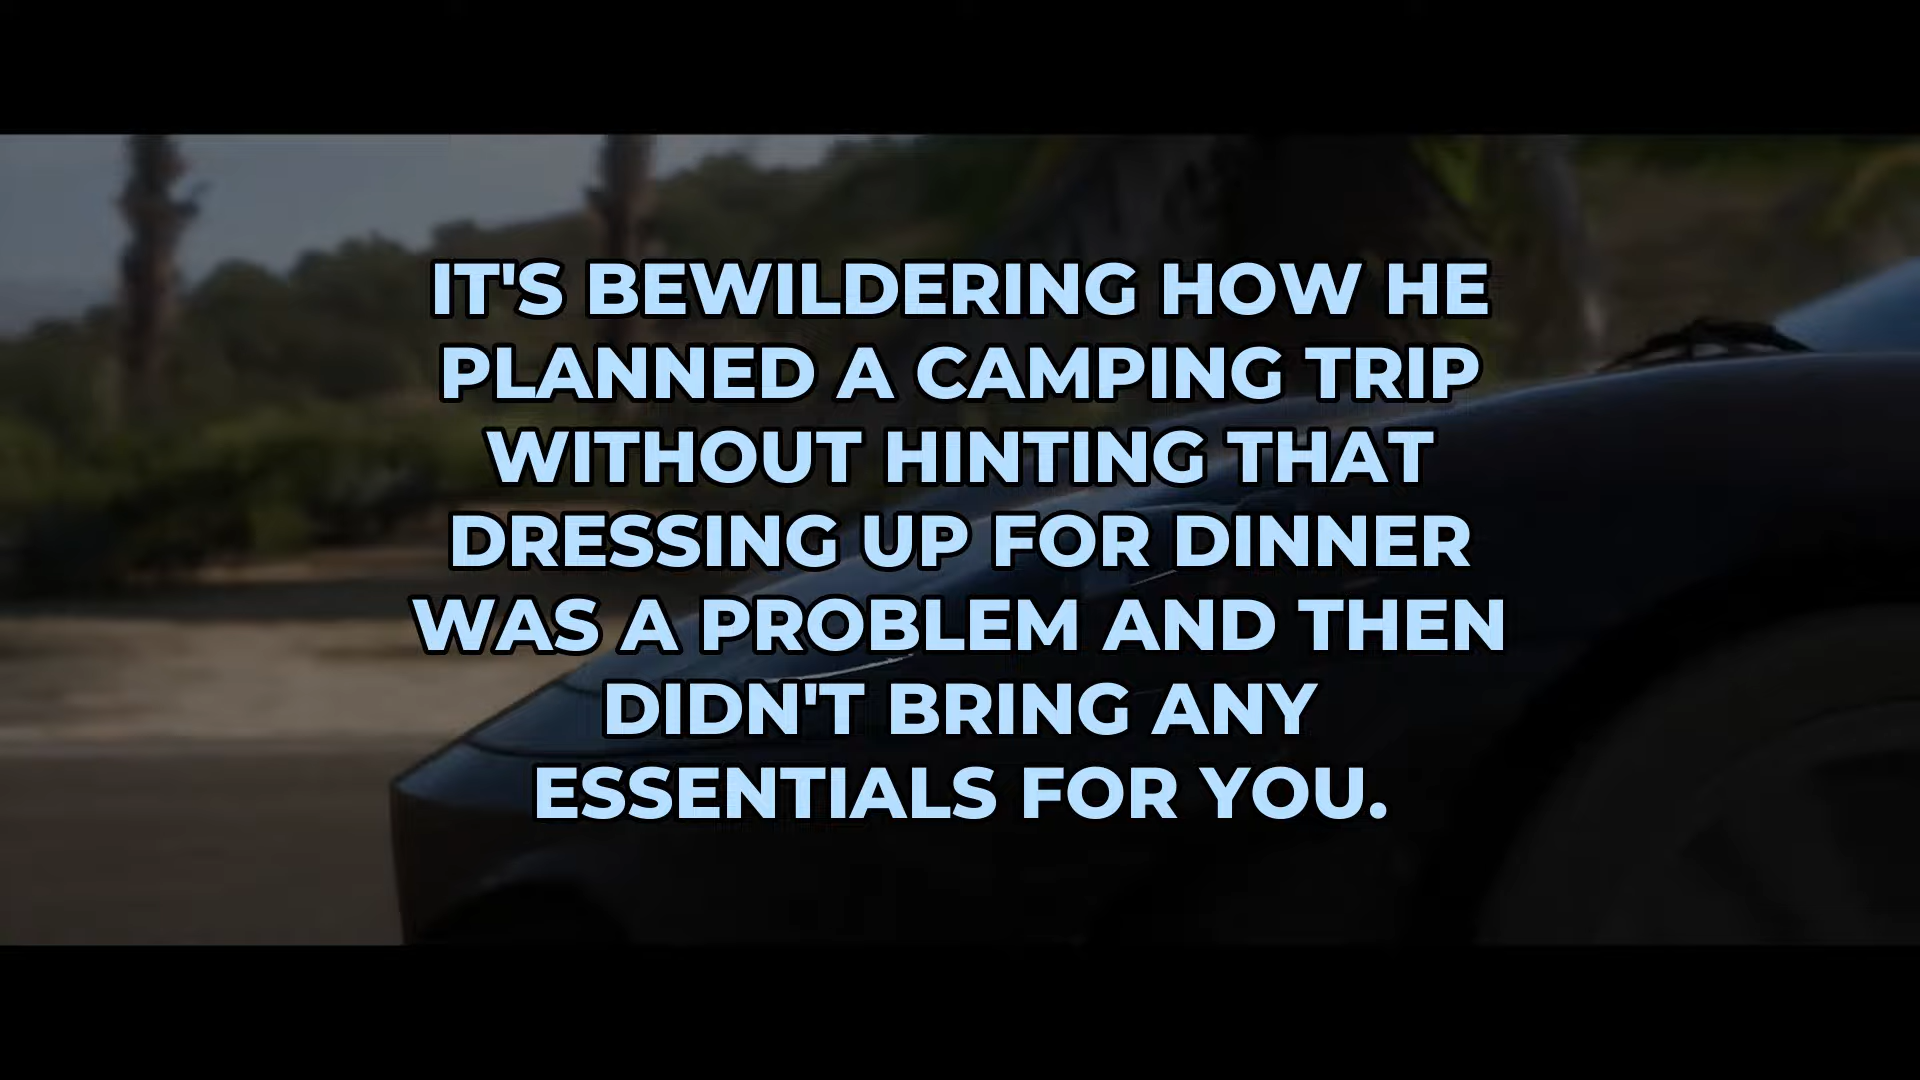 IT'S BEWILDERING HOW HE
PLANNED A CAMPING TRIP
WITHOUT HINTING THAT
DRESSING UP FOR DINNER
WAS A PROBLEM AND THEN
DIDN'T BRING ANY
ESSENTIALS FOR YOU.